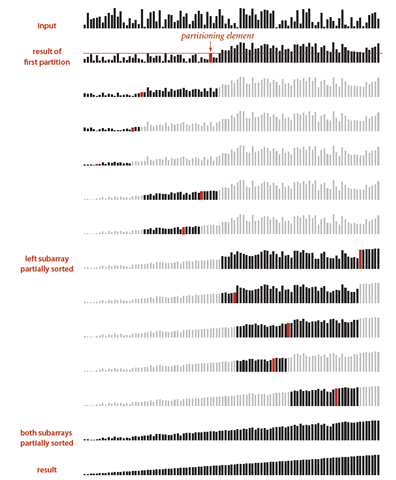 input
partitioning element
result of
first partition
left subarray
partially sorted
both subarrays
partially sorted
result